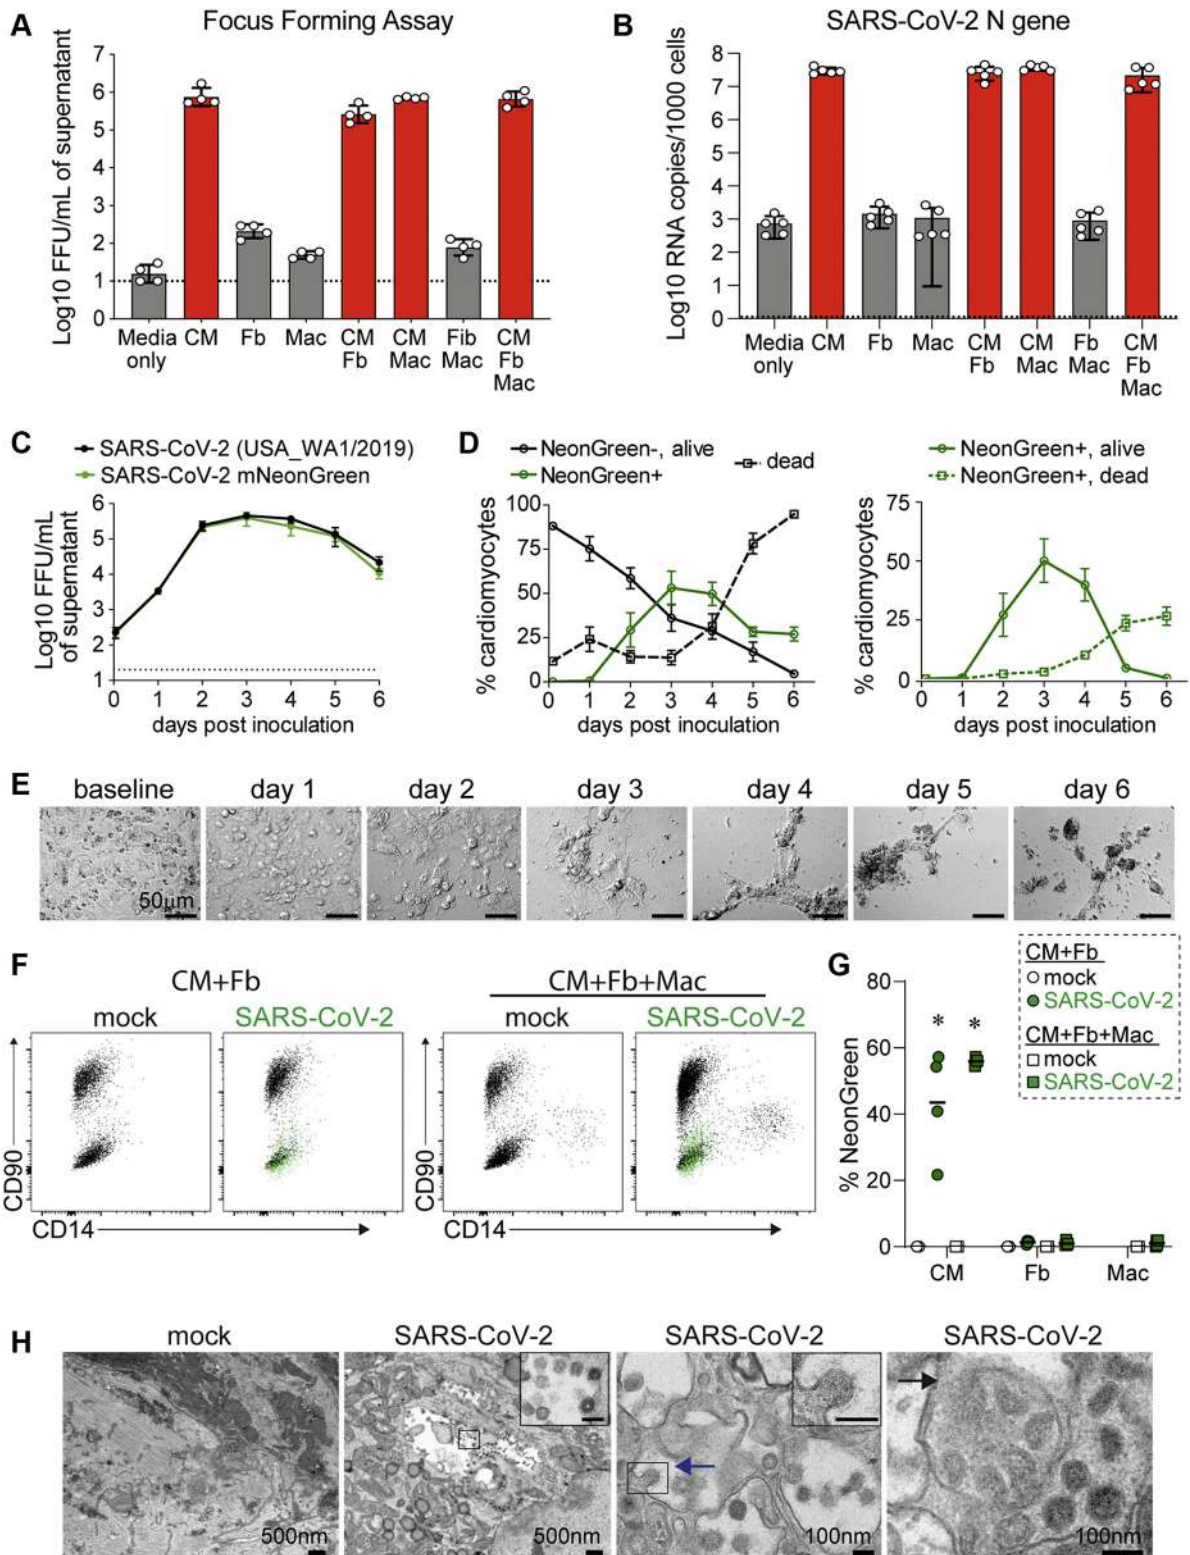 A
Focus Forming Assay
Log10 FFU/mL of supernatant
7
6
5
4
3
2
1
0
Media only
CM
Fb
Mac
CM Fb
CM Mac
Fib Mac
CM Fb Mac
B
SARS-CoV-2 N gene
Log10 RNA copies/1000 cells
8
7
6
5
4
3
2
1
0
Media only
CM
Fb
Mac
CM Fb
CM Mac
Fb Mac
CM Fb Mac
C
SARS-CoV-2 (USA_WA1/2019)
SARS-CoV-2 mNeonGreen
Log10 FFU/mL
of supernatant
6
5
4
3
2
1
0 1 2 3 4 5 6
days post inoculation
D
NeonGreen-, alive
NeonGreen+
dead
% cardiomyocytes
100
75
50
25
0
0 1 2 3 4 5 6
days post inoculation
NeonGreen+, alive
NeonGreen+, dead
% cardiomyocytes
75
50
25
0
0 1 2 3 4 5 6
days post inoculation
E
baseline day 1 day 2 day 3 day 4 day 5 day 6
50μm
F
CM+Fb
mock SARS-CoV-2
CM+Fb+Mac
mock SARS-CoV-2
CD90
CD14
CD90
CD14
G
CM+Fb
mock
SARS-CoV-2
CM+Fb+Mac
mock
SARS-CoV-2
% NeonGreen
80
60
40
20
0
* *
CM Fb Mac
H
mock SARS-CoV-2 SARS-CoV-2 SARS-CoV-2
500nm 500nm 100nm 100nm